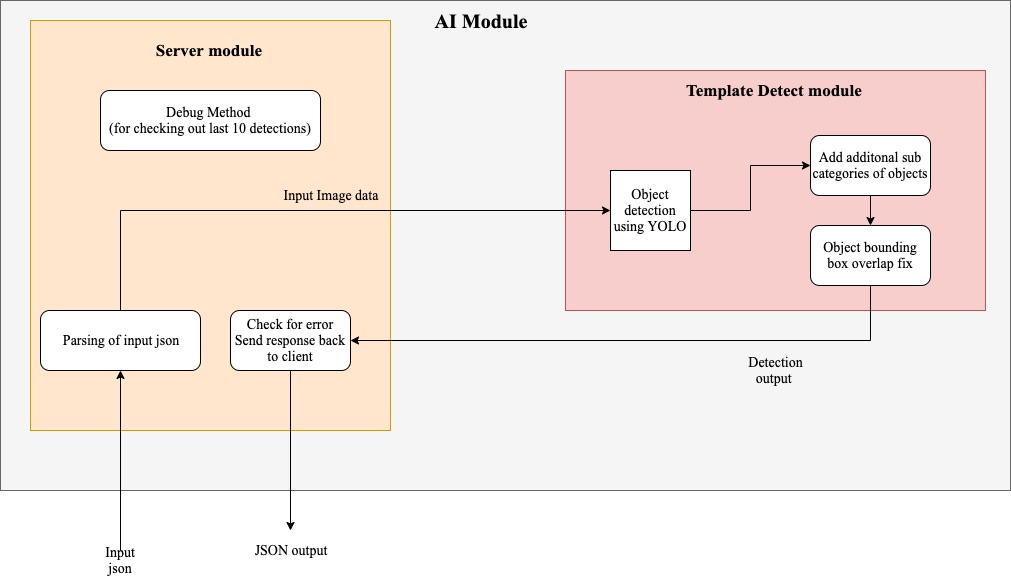 AI Module
Server module
Debug Method
(for checking out last 10 detections)
Input Image data
Parsing of input json
Check for error
Send response back
to client
Template Detect module
Object
detection
using YOLO
Add additonal sub
categories of objects
Object bounding
box overlap fix
Detection
output
Input
json
JSON output